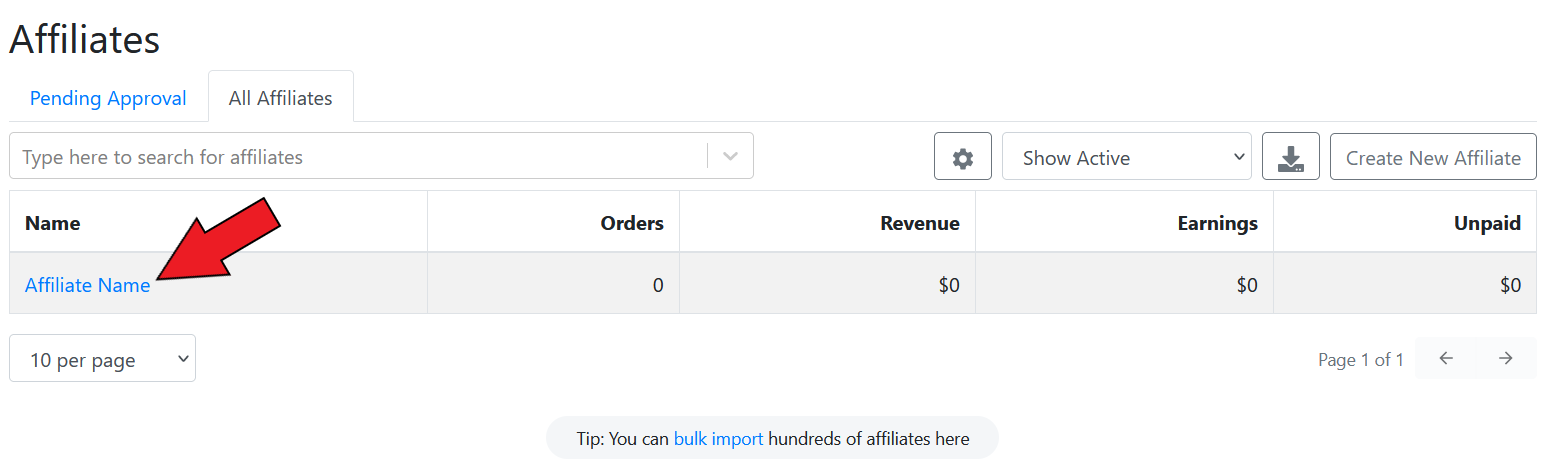 Affiliates
Pending Approval All Affiliates
Type here to search for affiliates Show Active Create New Affiliate
Name Orders Revenue Earnings Unpaid
Affiliate Name 0 $0 $0 $0
10 per page Page 1 of 1
Tip: You can bulk import hundreds of affiliates here